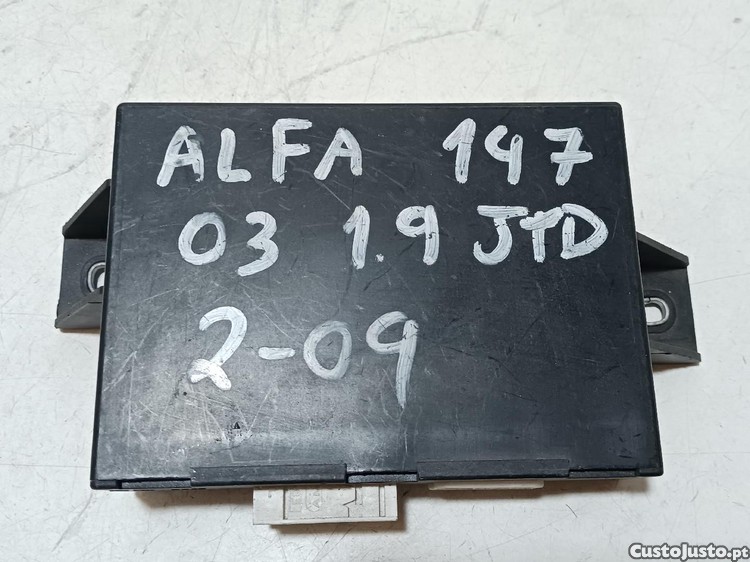 ALFA 147
03 1.9 JTD
2-09
CustoJusto.pt